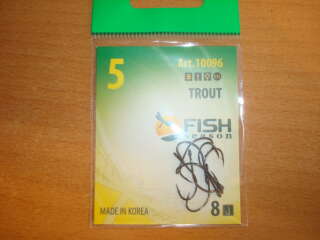 5
Art. 10096
TROUT
FISH
season
MADE IN KOREA
8